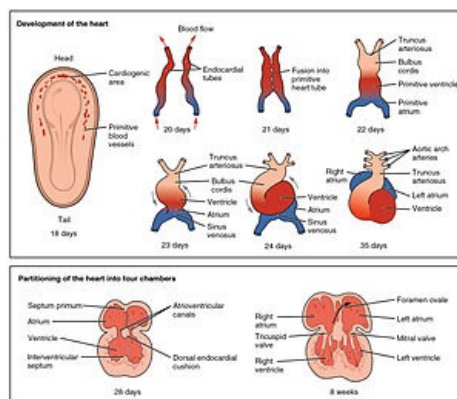 Development of the heart
Head
Cardiogenic
area
Primitive
blood
vessels
Tail
18 days
Blood flow
Endocardial
tubes
20 days
Fusion into
primitive
heart tube
21 days
Truncus
arteriosus
Bulbus
cordis
Primitive ventricle
Primitive
atrium
22 days
Truncus
arteriosus
Bulbus
cordis
Ventricle
Atrium
Sinus
venosus
23 days
Ventricle
Atrium
Sinus
venosus
24 days
Aortic arch
arteries
Right
atrium
Truncus
arteriosus
Left atrium
Ventricle
35 days
Partitioning of the heart into four chambers
Septum primum
Atrium
Ventricle
Interventricular
septum
Atrioventricular
canals
Dorsal endocardial
cushion
28 days
Right
atrium
Tricuspid
valve
Right
ventricle
Foramen ovale
Left atrium
Mitral valve
Left ventricle
8 weeks